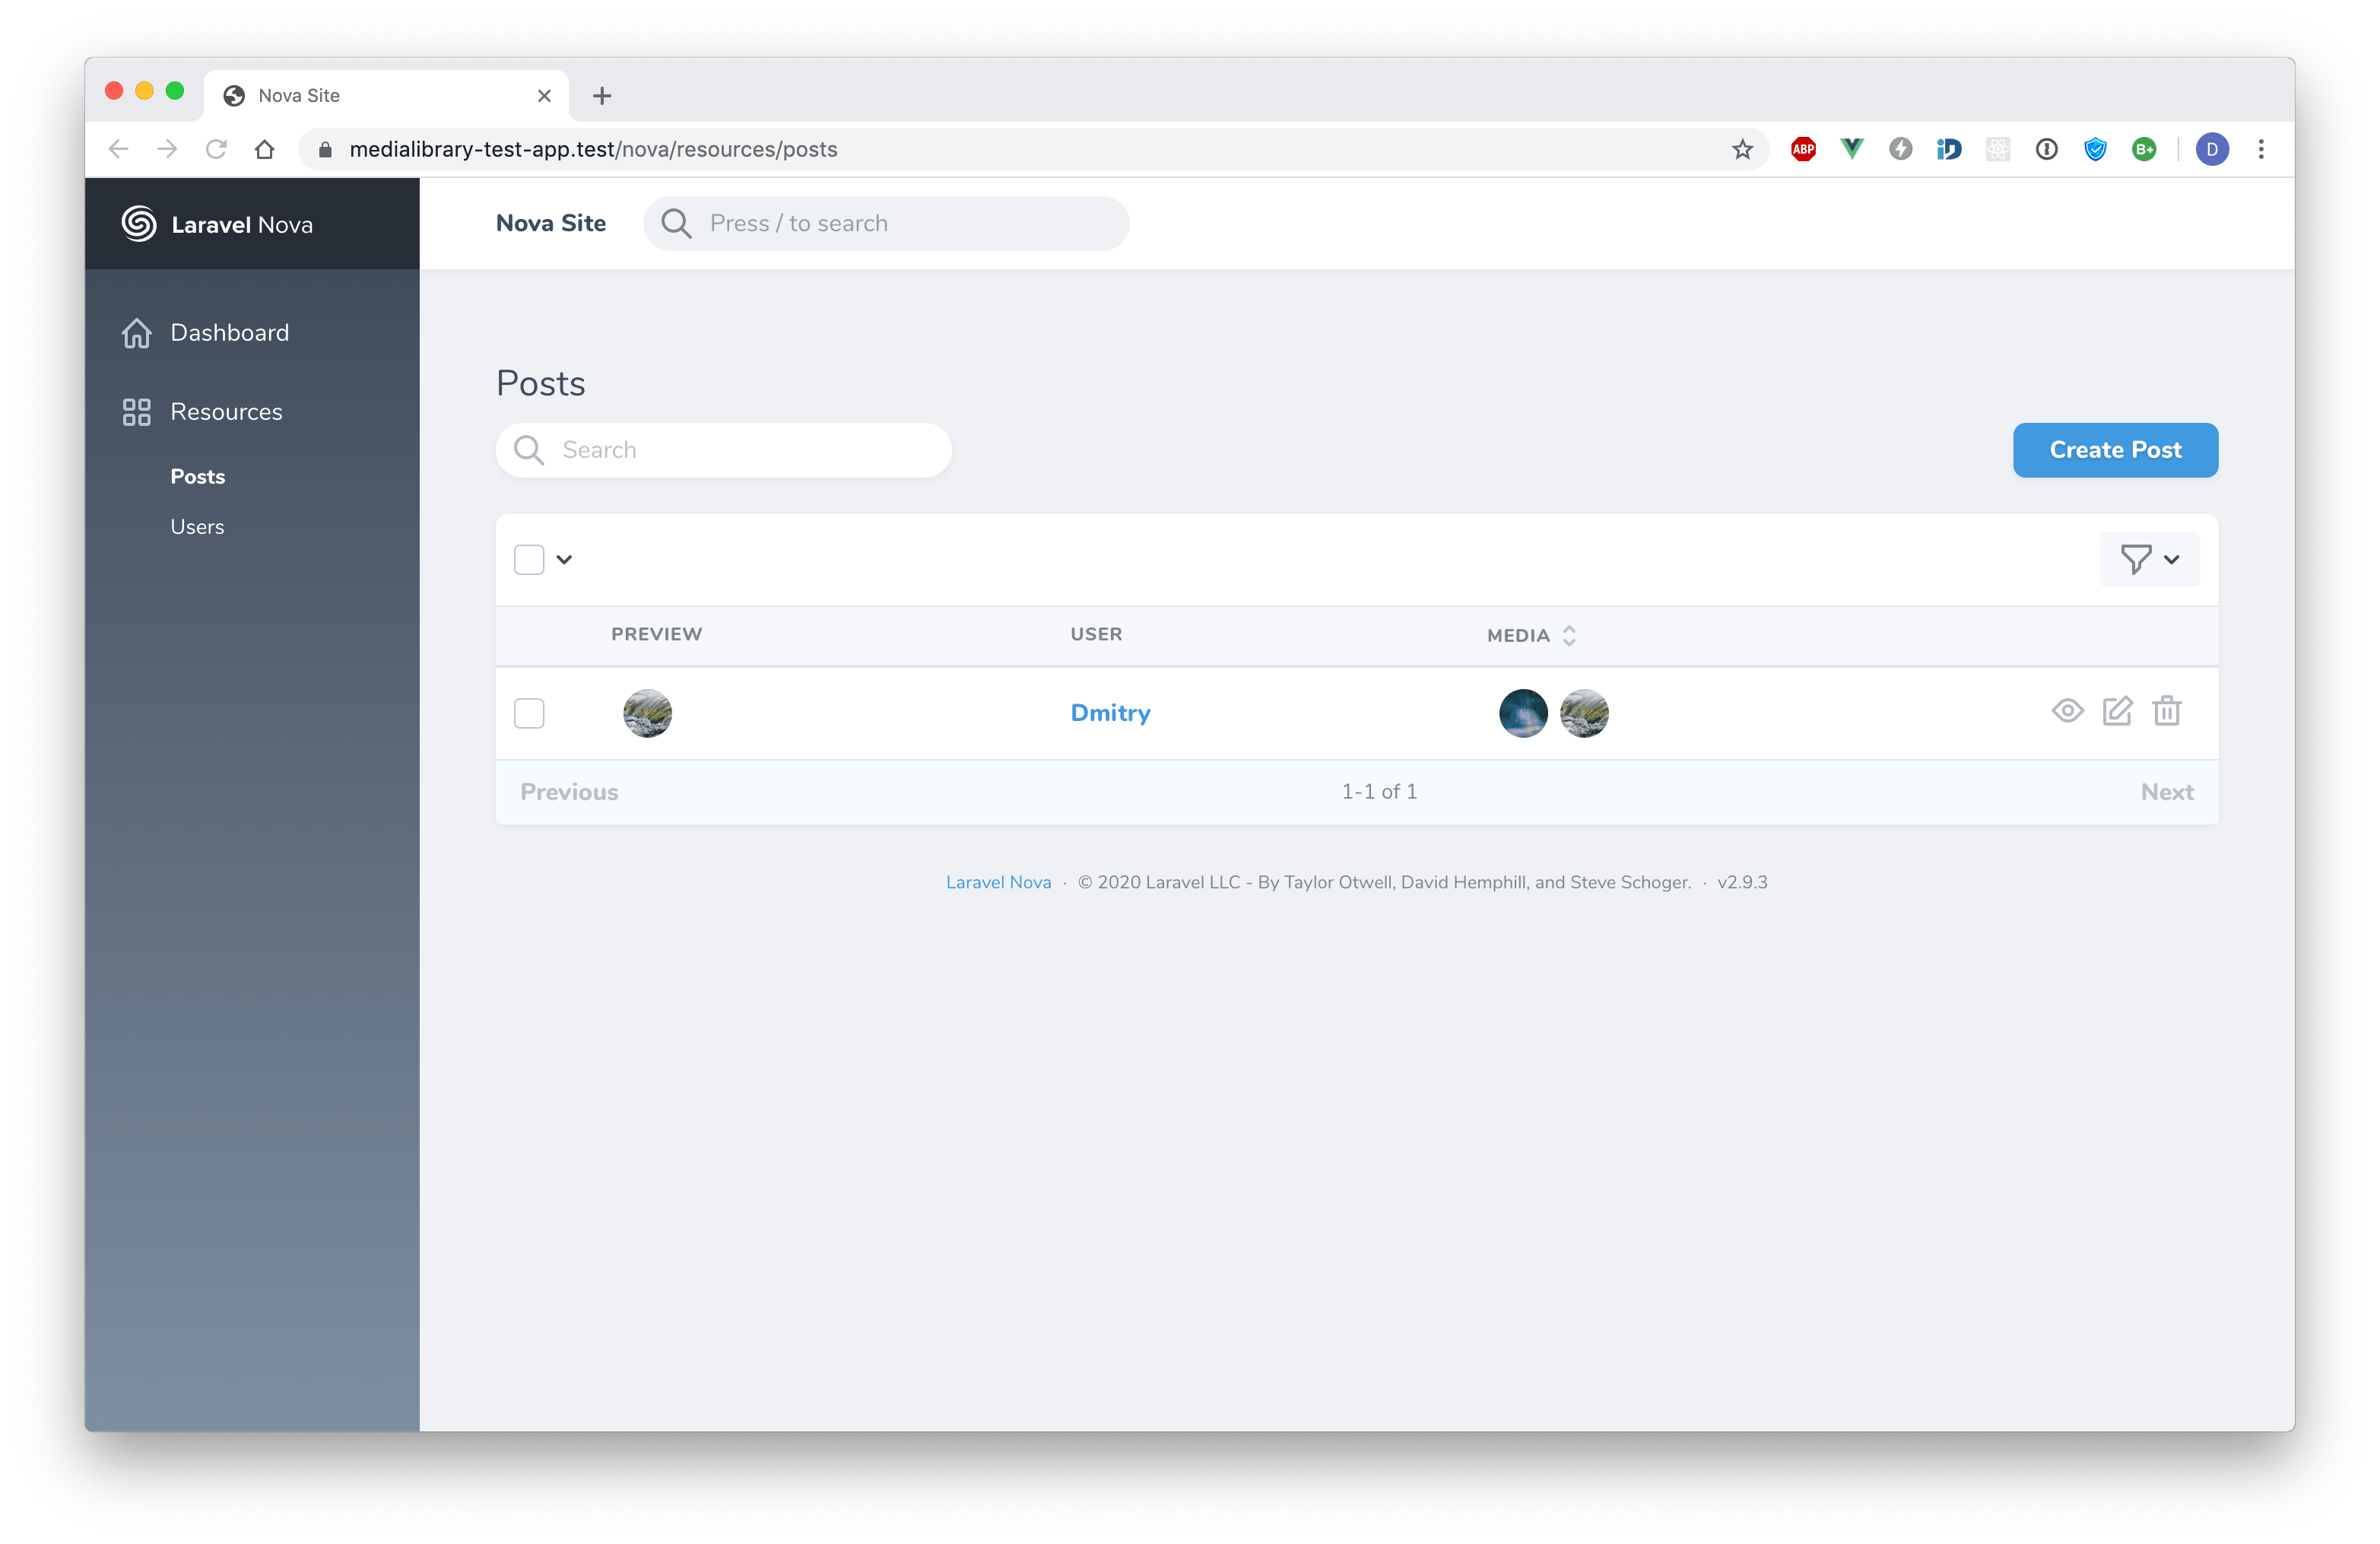 Nova Site
medialibrary-test-app.test/nova/resources/posts
ABP
B+
D
Laravel Nova
Nova Site
Press / to search
Dashboard
Resources
Posts
Users
Posts
Search
Create Post
PREVIEW USER MEDIA
Dmitry
Previous 1-1 of 1 Next
Laravel Nova · © 2020 Laravel LLC - By Taylor Otwell, David Hemphill, and Steve Schoger. · v2.9.3